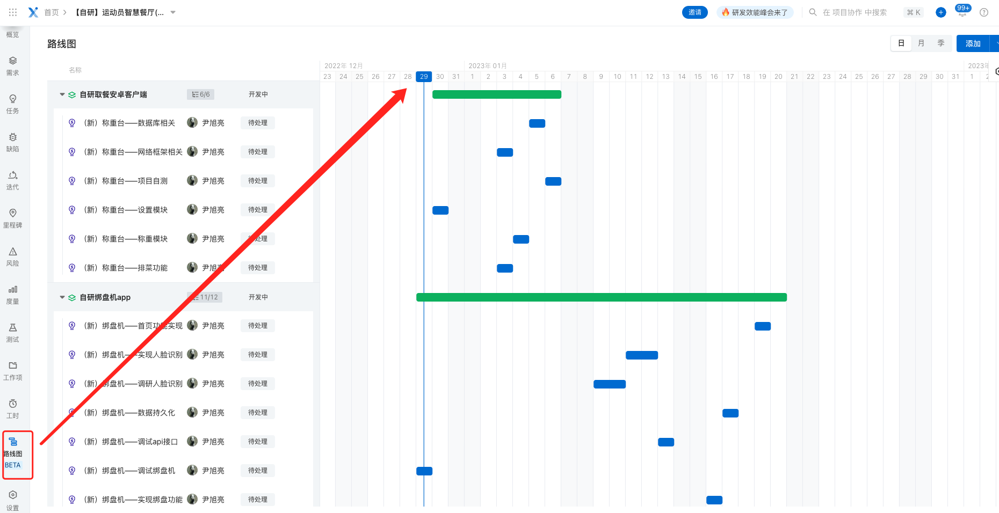 首页
【自研】运动员智慧餐厅(...
邀请
研发效能峰会来了
在 项目协作 中搜索
⌘ K
99+
概览
需求
任务
缺陷
迭代
里程碑
风险
度量
测试
工作项
工时
路线图
BETA
设置
路线图
日 月 季
添加
名称
2022年 12月 2023年 01月 2023年
23 24 25 26 27 28 29 30 31 1 2 3 4 5 6 7 8 9 10 11 12 13 14 15 16 17 18 19 20 21 22 23 24 25 26 27 28 29 30 31 1 2
自研取餐安卓客户端 6/6 开发中
（新）称重台——数据库相关 尹旭亮 待处理
（新）称重台——网络框架相关 尹旭亮 待处理
（新）称重台——项目自测 尹旭亮 待处理
（新）称重台——设置模块 尹旭亮 待处理
（新）称重台——称重模块 尹旭亮 待处理
（新）称重台——排菜功能 尹旭亮 待处理
自研绑盘机app 11/12 开发中
（新）绑盘机——首页功能实现 尹旭亮 待处理
（新）绑盘机——实现人脸识别 尹旭亮 待处理
（新）绑盘机——调研人脸识别 尹旭亮 待处理
（新）绑盘机——数据持久化 尹旭亮 待处理
（新）绑盘机——调试api接口 尹旭亮 待处理
（新）绑盘机——调试绑盘机 尹旭亮 待处理
（新）绑盘机——实现绑盘功能 尹旭亮 待处理